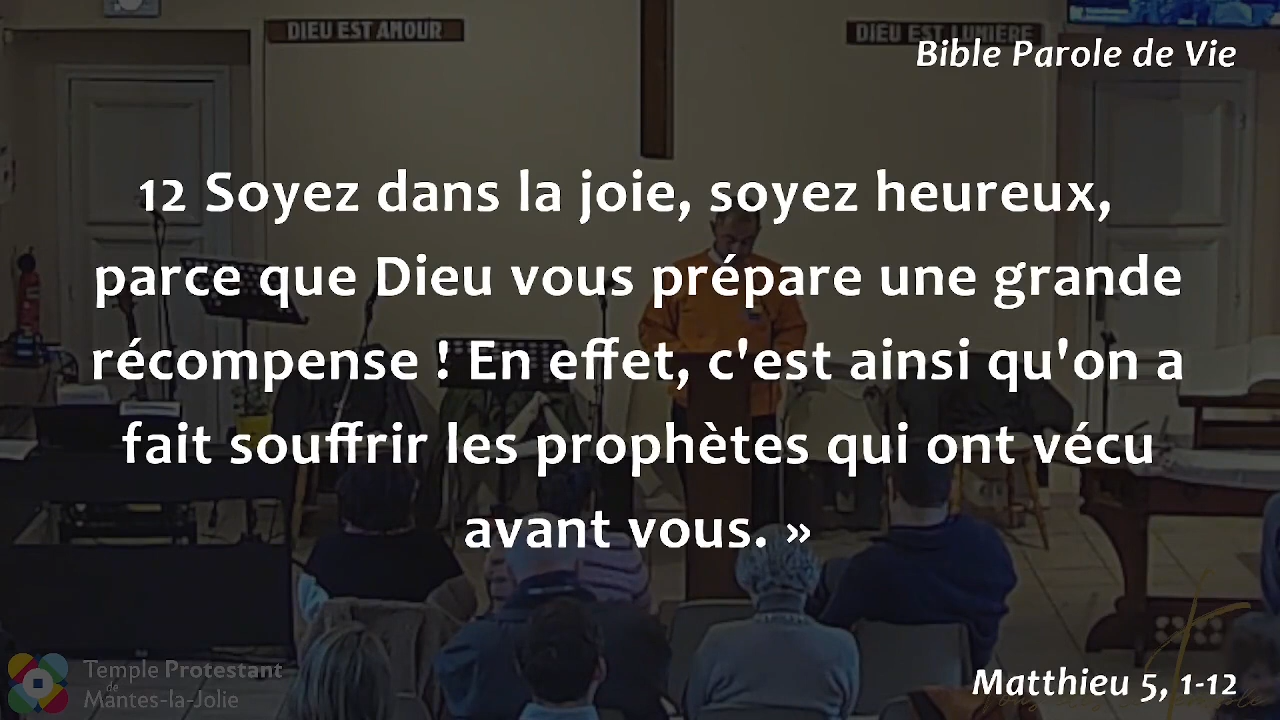 DIEU EST AMOUR
DIEU EST LUMIÈRE
Bible Parole de Vie
12 Soyez dans la joie, soyez heureux,
parce que Dieu vous prépare une grande
récompense ! En effet, c'est ainsi qu'on a
fait souffrir les prophètes qui ont vécu
avant vous. »
Temple Protestant
de
Mantes-la-Jolie
Matthieu 5, 1-12